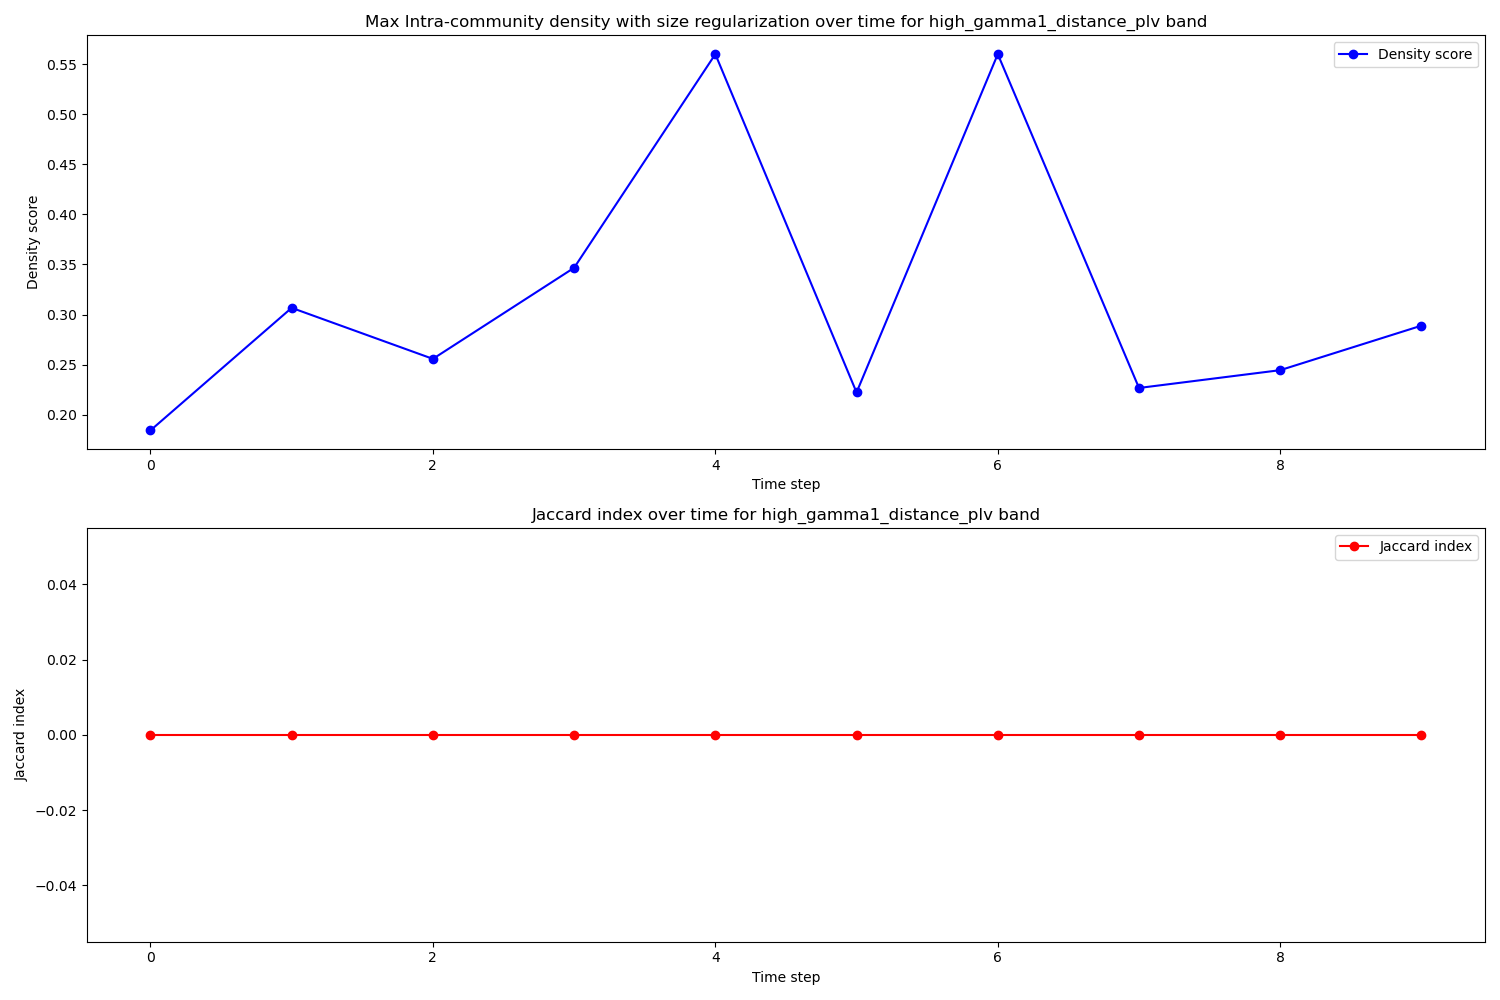 Max Intra-community density with size regularization over time for high_gamma1_distance_plv band
Density score
0.55
0.50
0.45
0.40
0.35
0.30
0.25
0.20
Density score
0
2
4
6
8
Time step
Jaccard index over time for high_gamma1_distance_plv band
Jaccard index
0.04
0.02
0.00
−0.02
−0.04
Jaccard index
0
2
4
6
8
Time step